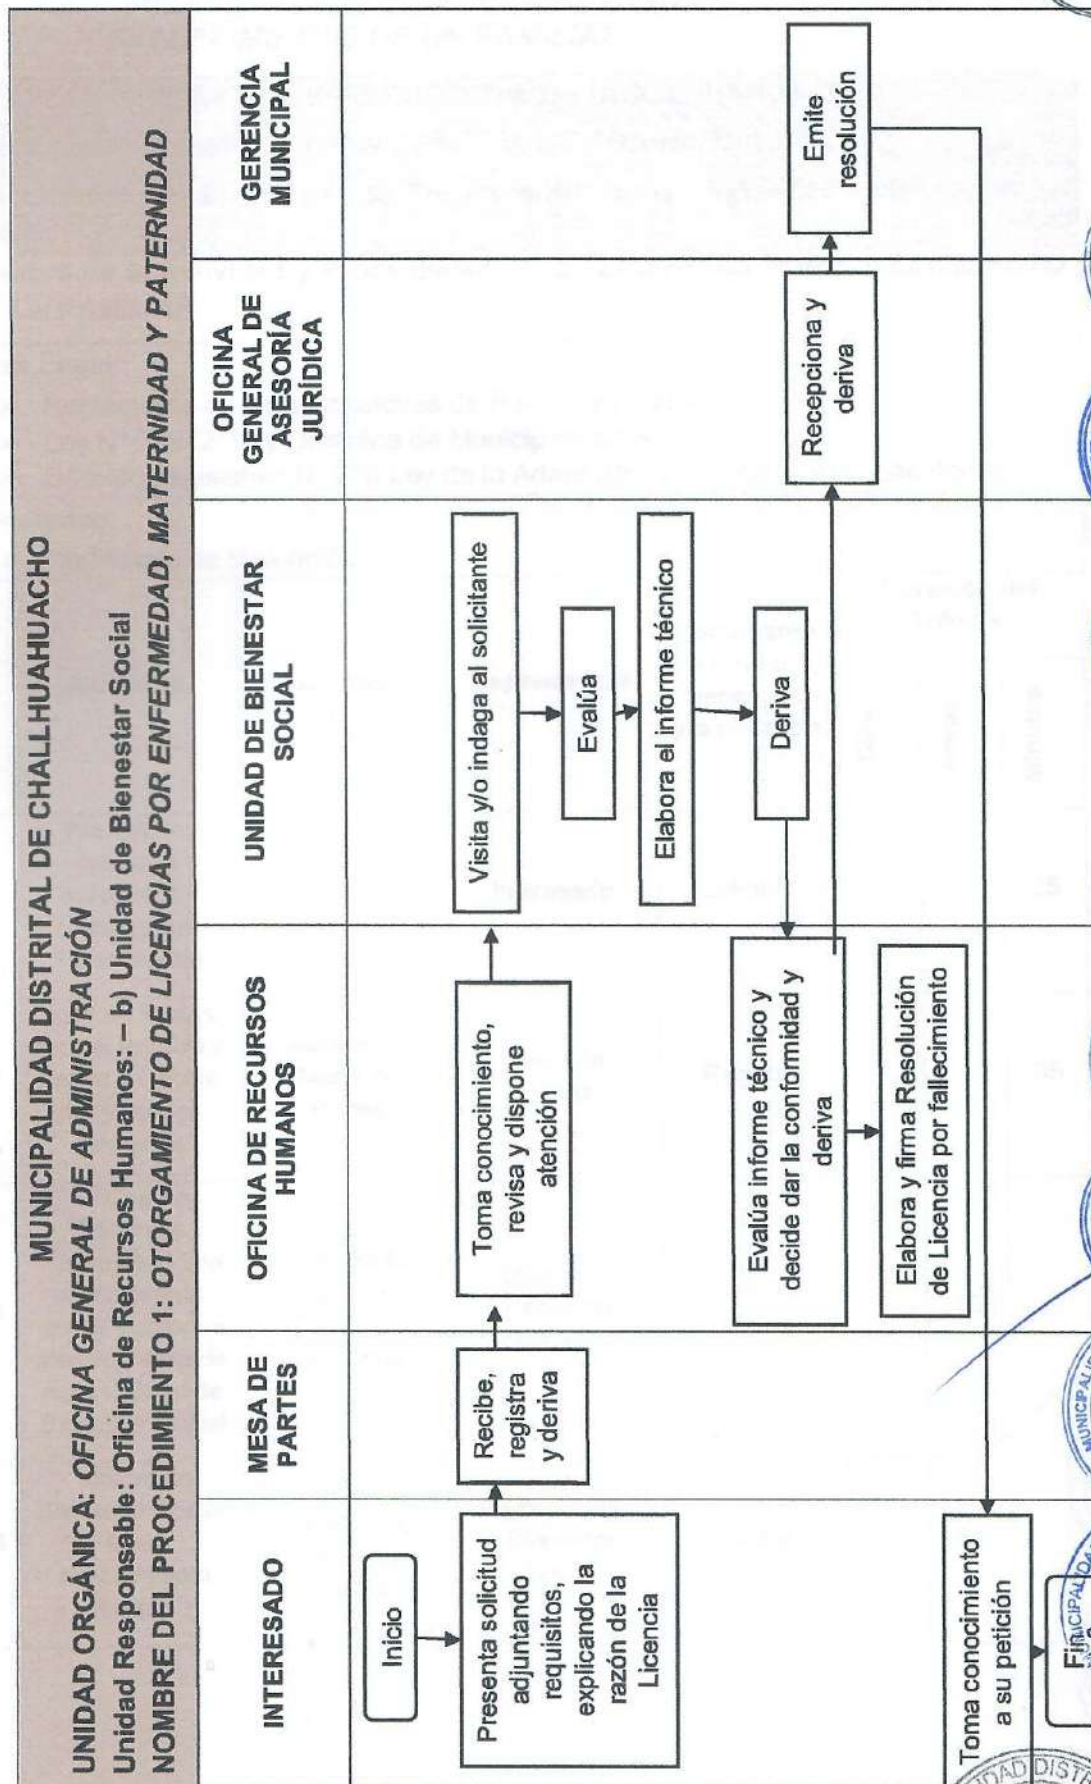 MUNICIPALIDAD DISTRITAL DE CHALLHUAHUACHO
UNIDAD ORGÁNICA: OFICINA GENERAL DE ADMINISTRACIÓN
Unidad Responsable: Oficina de Recursos Humanos: – b) Unidad de Bienestar Social
NOMBRE DEL PROCEDIMIENTO 1: OTORGAMIENTO DE LICENCIAS POR ENFERMEDAD, MATERNIDAD Y PATERNIDAD
INTERESADO
MESA DE
PARTES
OFICINA DE RECURSOS
HUMANOS
UNIDAD DE BIENESTAR
SOCIAL
OFICINA
GENERAL DE
ASESORÍA
JURÍDICA
GERENCIA
MUNICIPAL
Inicio
Presenta solicitud
adjuntando
requisitos,
explicando la
razón de la
Licencia
Recibe,
registra
y deriva
Toma conocimiento,
revisa y dispone
atención
Visita y/o indaga al solicitante
Evalúa
Elabora el informe técnico
Deriva
Evalúa informe técnico y
decide dar la conformidad y
deriva
Elabora y firma Resolución
de Licencia por fallecimiento
Recepciona y
deriva
Emite
resolución
Toma conocimiento
a su petición
Fin